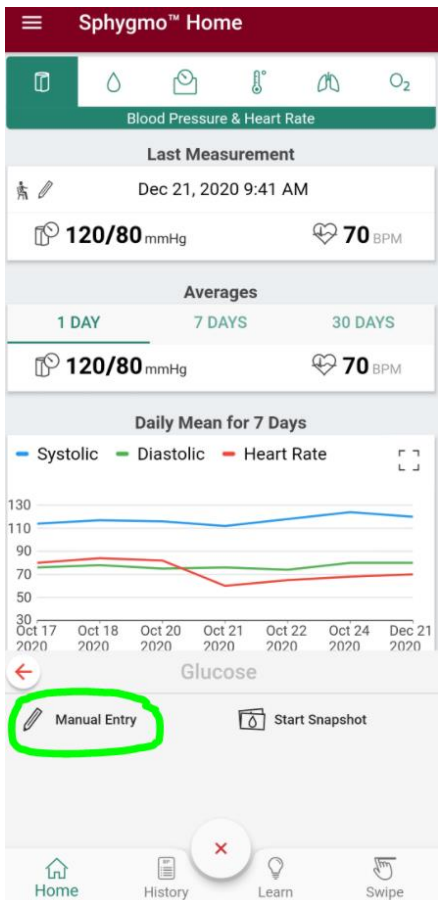 Sphygmo™ Home
O2
Blood Pressure & Heart Rate
Last Measurement
Dec 21, 2020 9:41 AM
120/80 mmHg 70 BPM
Averages
1 DAY 7 DAYS 30 DAYS
120/80 mmHg 70 BPM
Daily Mean for 7 Days
Systolic Diastolic Heart Rate
130
110
90
70
50
30
Oct 17 Oct 18 Oct 20 Oct 21 Oct 22 Oct 24 Dec 21
2020 2020 2020 2020 2020 2020 2020
Glucose
Manual Entry Start Snapshot
Home History Learn Swipe